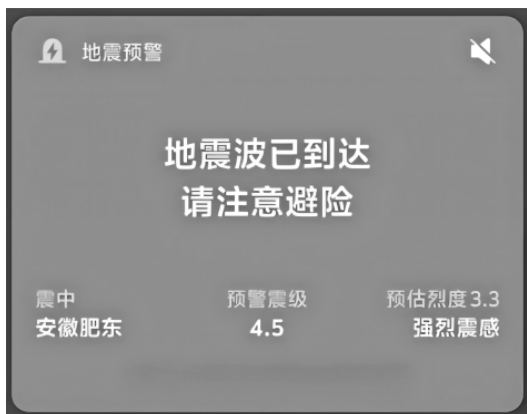 地震预警
地震波已到达
请注意避险
震中 预警震级 预估烈度3.3
安徽肥东 4.5 强烈震感